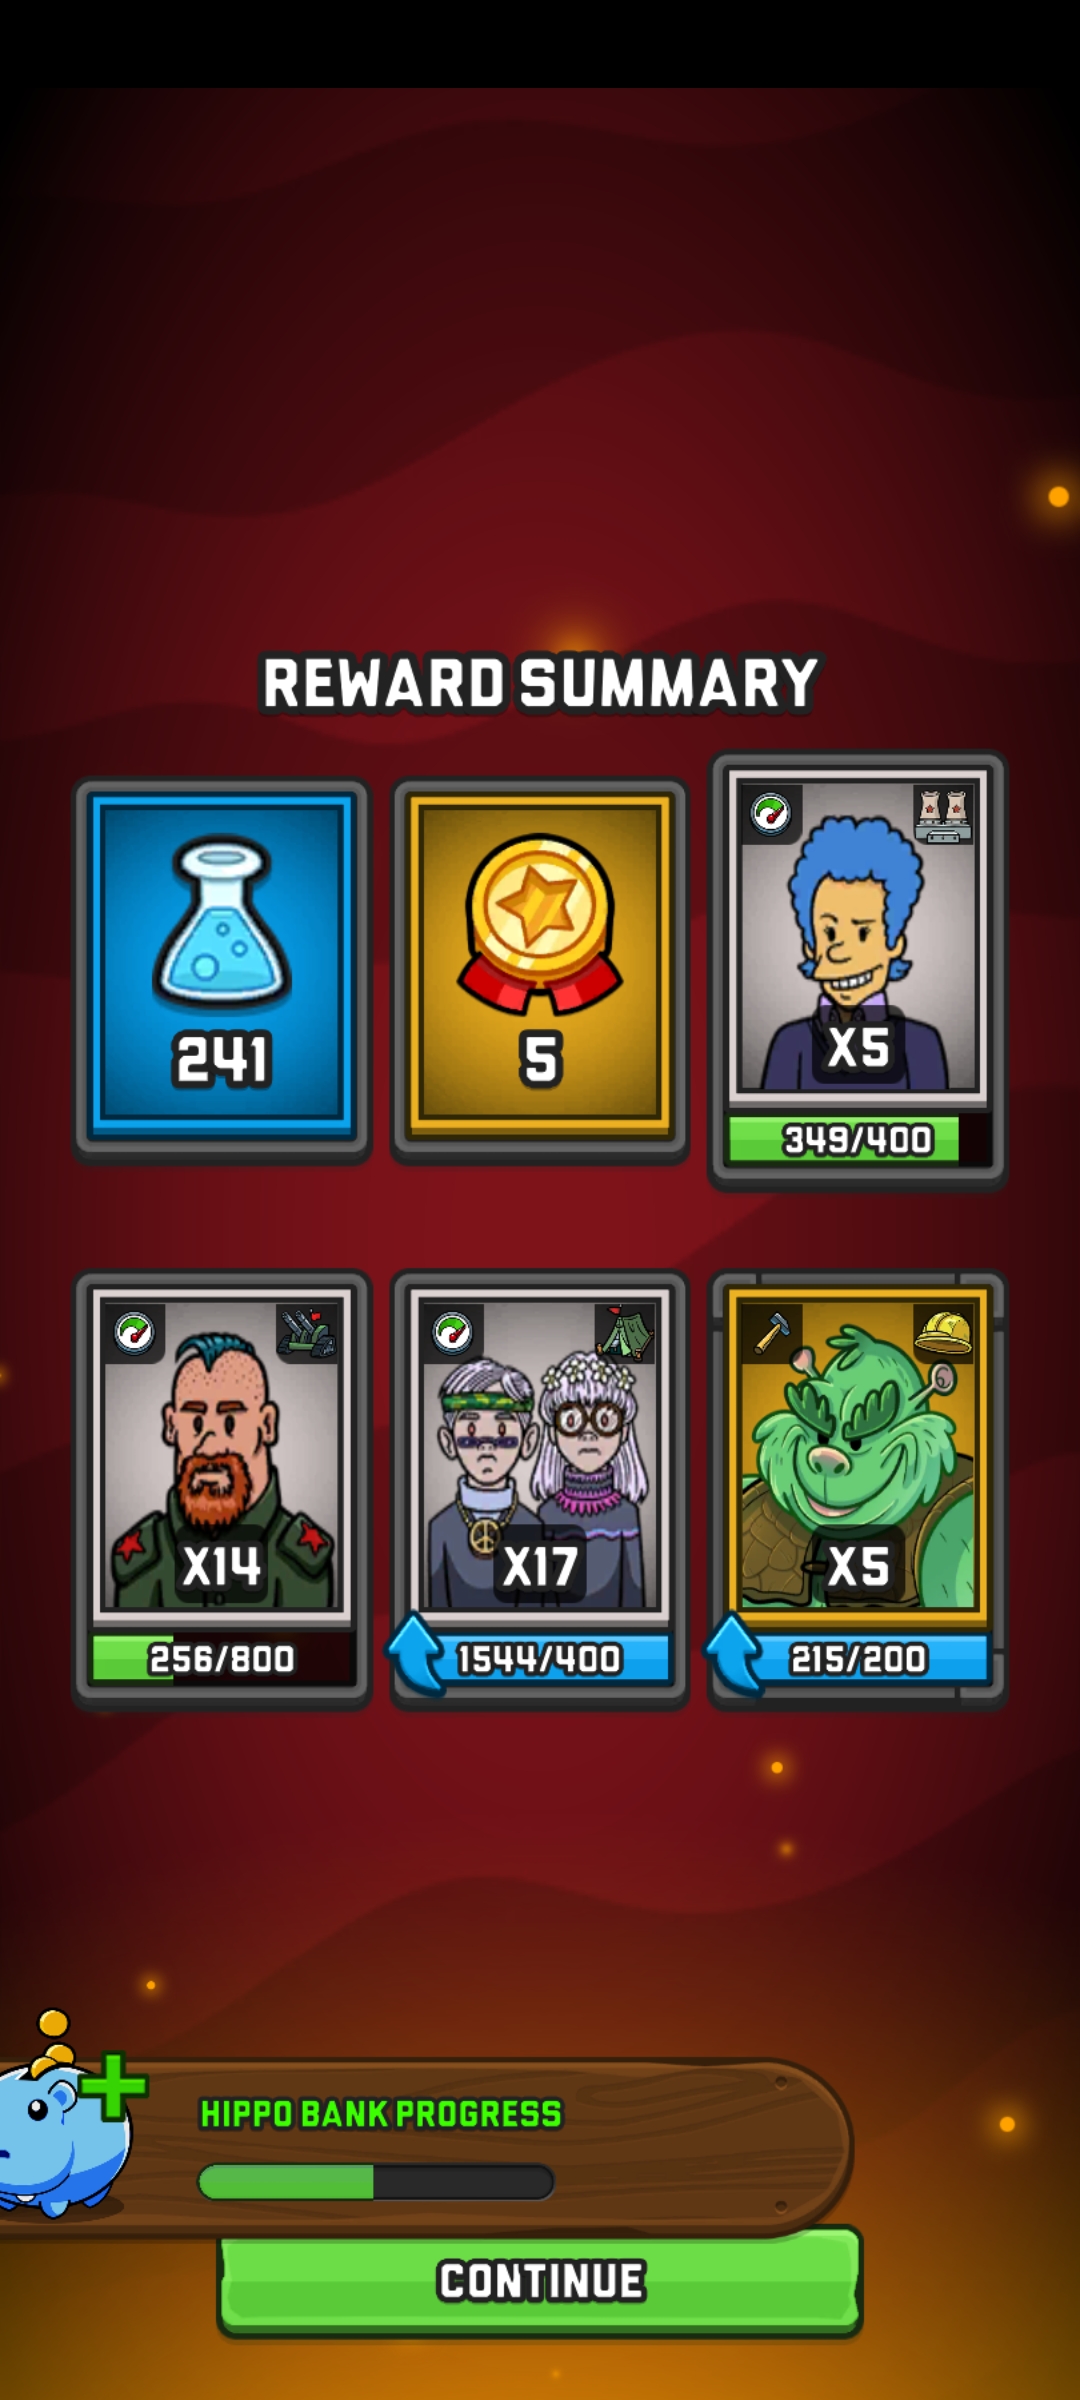 REWARD SUMMARY
241
5
X5
349/400
X14
256/800
X17
1544/400
X5
215/200
HIPPO BANK PROGRESS
CONTINUE